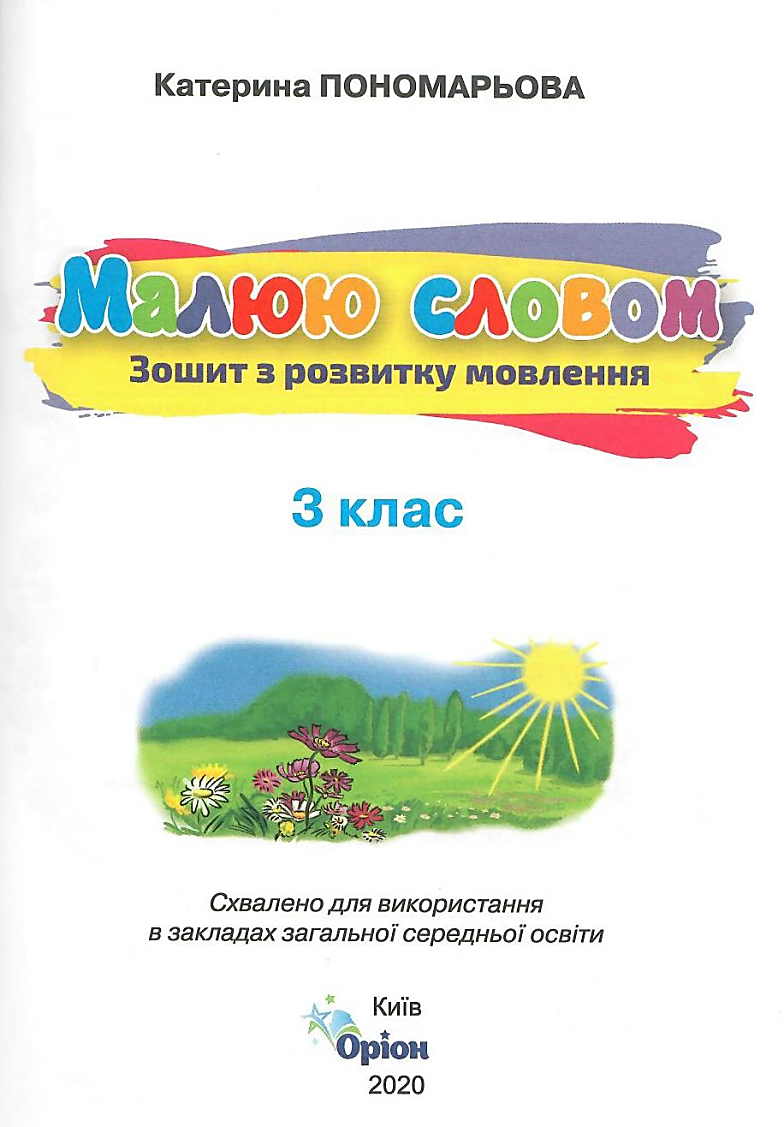 Катерина ПОНОМАРЬОВА
Малюю словом
Зошит з розвитку мовлення
3 клас
Схвалено для використання
в закладах загальної середньої освіти
Київ
Оріон
2020